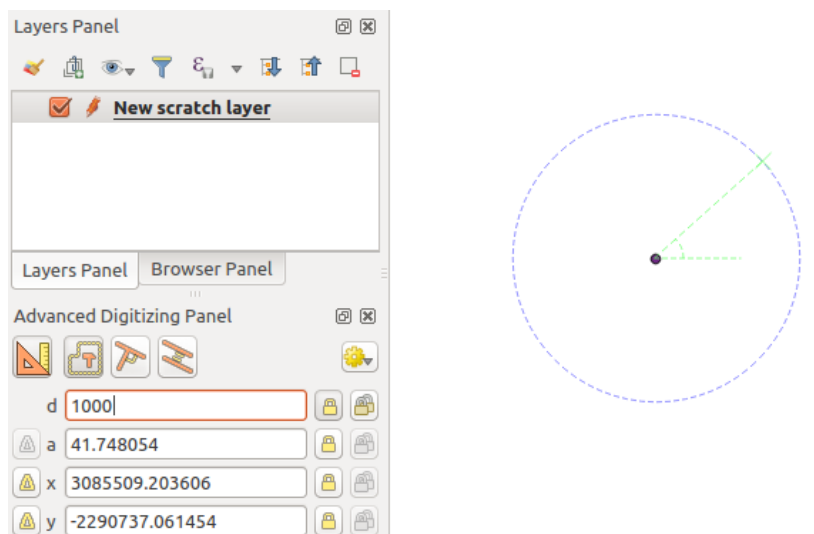 Layers Panel
New scratch layer
Layers Panel
Browser Panel
Advanced Digitizing Panel
d 1000
a 41.748054
x 3085509.203606
y -2290737.061454